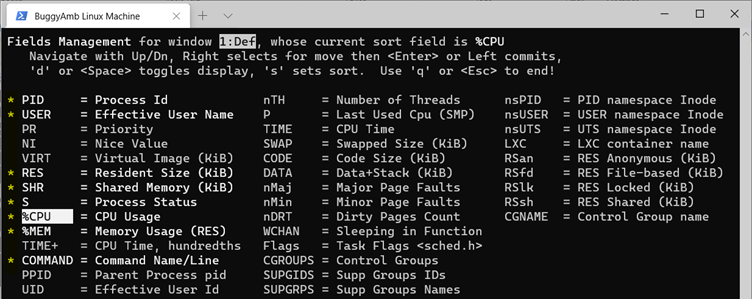 BuggyAmb Linux Machine
Fields Management for window 1:Def, whose current sort field is %CPU
Navigate with Up/Dn, Right selects for move then <Enter> or Left commits,
'd' or <Space> toggles display, 's' sets sort.  Use 'q' or <Esc> to end!
* PID     = Process Id             nTH     = Number of Threads      nsPID   = PID namespace Inode
* USER    = Effective User Name    P       = Last Used Cpu (SMP)    nsUSER  = USER namespace Inode
PR      = Priority               TIME    = CPU Time               nsUTS   = UTS namespace Inode
NI      = Nice Value             SWAP    = Swapped Size (KiB)     LXC     = LXC container name
VIRT    = Virtual Image (KiB)    CODE    = Code Size (KiB)        RSan    = RES Anonymous (KiB)
* RES     = Resident Size (KiB)    DATA    = Data+Stack (KiB)       RSfd    = RES File-based (KiB)
* SHR     = Shared Memory (KiB)    nMaj    = Major Page Faults      RSlk    = RES Locked (KiB)
* S       = Process Status         nMin    = Minor Page Faults      RSsh    = RES Shared (KiB)
* %CPU    = CPU Usage              nDRT    = Dirty Pages Count      CGNAME  = Control Group name
* %MEM    = Memory Usage (RES)     WCHAN   = Sleeping in Function
TIME+   = CPU Time, hundredths   Flags   = Task Flags <sched.h>
* COMMAND = Command Name/Line      CGROUPS = Control Groups
PPID    = Parent Process pid     SUPGIDS = Supp Groups IDs
UID     = Effective User Id      SUPGRPS = Supp Groups Names